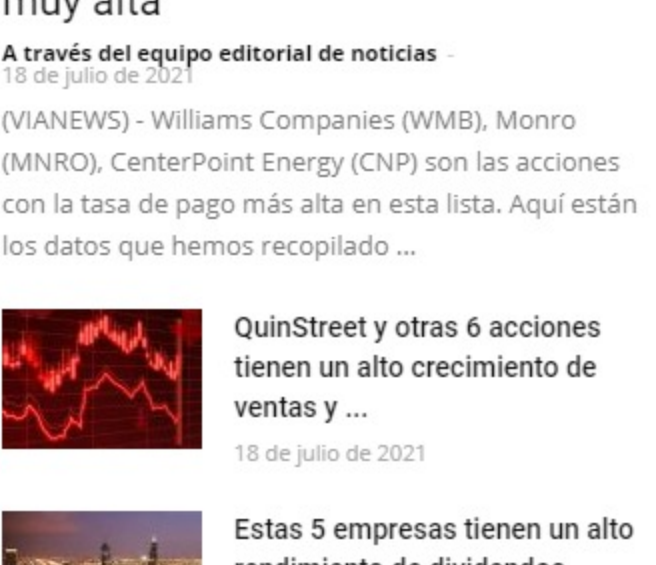 muy alta
A través del equipo editorial de noticias -
18 de julio de 2021
(VIANEWS) - Williams Companies (WMB), Monro
(MNRO), CenterPoint Energy (CNP) son las acciones
con la tasa de pago más alta en esta lista. Aquí están
los datos que hemos recopilado ...
QuinStreet y otras 6 acciones
tienen un alto crecimiento de
ventas y ...
18 de julio de 2021
Estas 5 empresas tienen un alto
rendimiento de dividendos